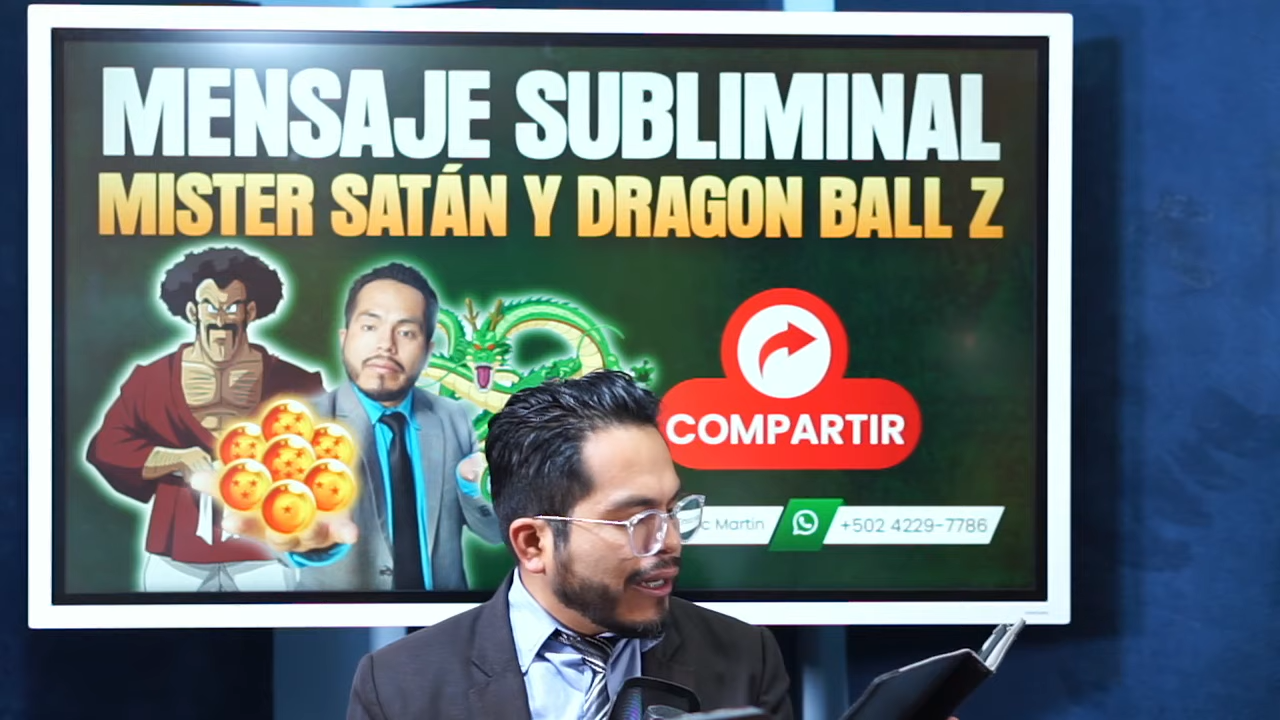 MENSAJE SUBLIMINAL
MISTER SATÁN Y DRAGON BALL Z
COMPARTIR
Martin
+502 4229-7786